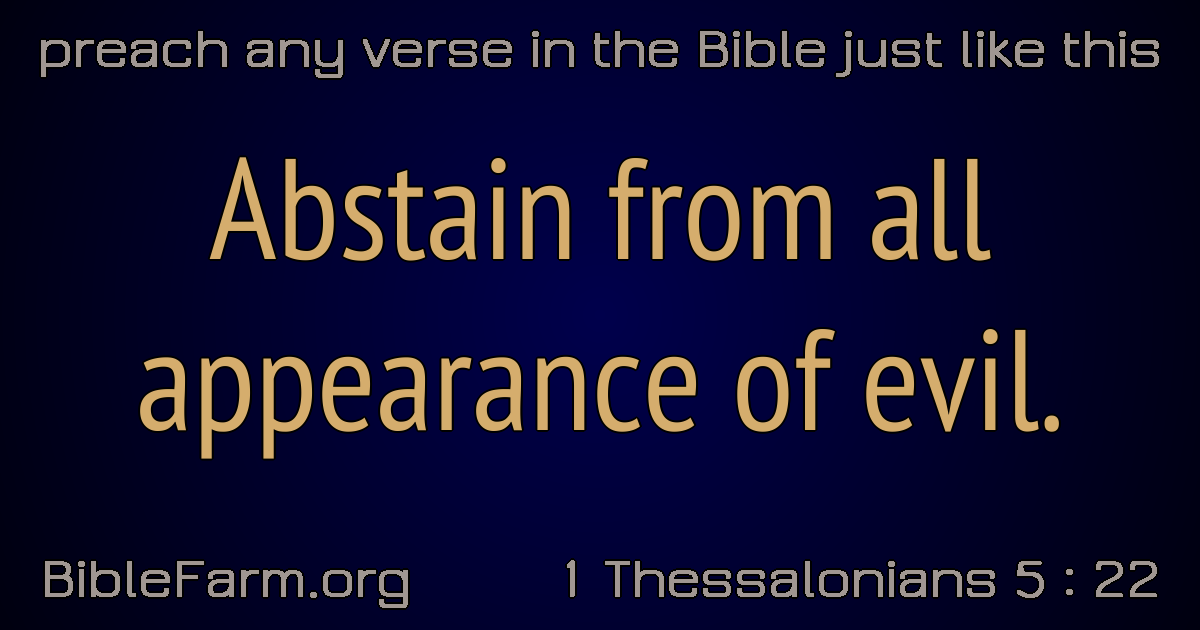 preach any verse in the Bible just like this
Abstain from all
appearance of evil.
BibleFarm.org
1 Thessalonians 5 : 22